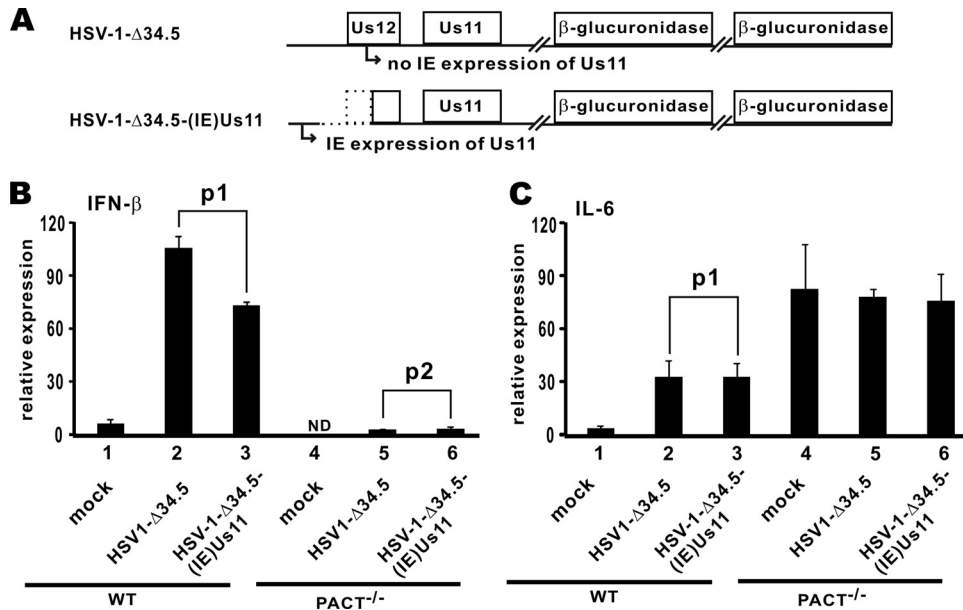 A
HSV-1-Δ34.5
Us12
Us11
β-glucuronidase
β-glucuronidase
no IE expression of Us11
HSV-1-Δ34.5-(IE)Us11
Us11
β-glucuronidase
β-glucuronidase
IE expression of Us11
B
IFN-β
p1
p2
relative expression
120
90
60
30
0
ND
1
2
3
4
5
6
mock
HSV1-Δ34.5
HSV-1-Δ34.5-
(IE)Us11
mock
HSV1-Δ34.5
HSV-1-Δ34.5-
(IE)Us11
WT
PACT-/-
C
IL-6
p1
relative expression
120
90
60
30
0
1
2
3
4
5
6
mock
HSV1-Δ34.5
HSV-1-Δ34.5-
(IE)Us11
mock
HSV1-Δ34.5
HSV-1-Δ34.5-
(IE)Us11
WT
PACT-/-